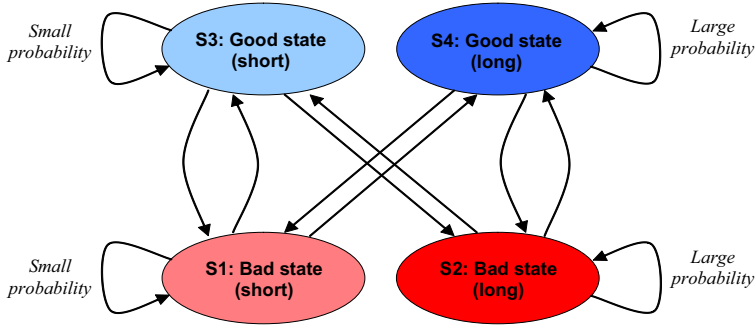 Small
probability
S3: Good state
(short)
S4: Good state
(long)
Large
probability
Small
probability
S1: Bad state
(short)
S2: Bad state
(long)
Large
probability